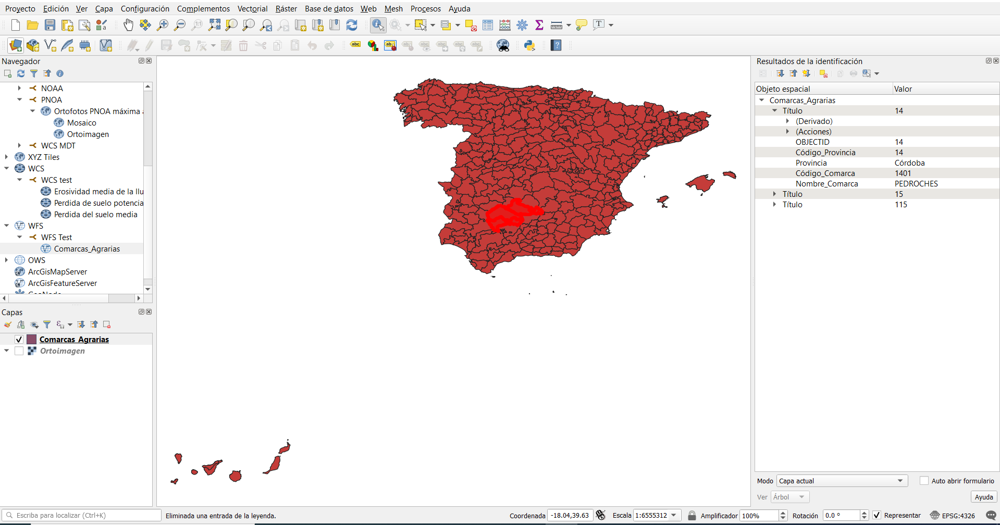 Proyecto Edición Ver Capa Configuración Complementos Vectorial Ráster Base de datos Web Mesh Procesos Ayuda
Navegador
NOAA
PNOA
Ortofotos PNOA máxima a
Mosaico
Ortoimagen
WCS MDT
XYZ Tiles
WCS
WCS test
Erosividad media de la llu
Perdida de suelo potencia
Perdida del suelo media
WFS
WFS Test
Comarcas_Agrarias
OWS
ArcGisMapServer
ArcGisFeatureServer
GeoNode
Capas
Comarcas_Agrarias
Ortoimagen
Resultados de la identificación
Objeto espacial Valor
Comarcas_Agrarias
Título 14
(Derivado)
(Acciones)
OBJECTID 14
Código_Provincia 14
Provincia Córdoba
Código_Comarca 1401
Nombre_Comarca PEDROCHES
Título 15
Título 115
Modo Capa actual Auto abrir formulario
Ver Árbol Ayuda
Escriba para localizar (Ctrl+K) Eliminada una entrada de la leyenda. Coordenada -18.04,39.63 Escala 1:6555312 Amplificador 100% Rotación 0.0 ° Representar EPSG:4326